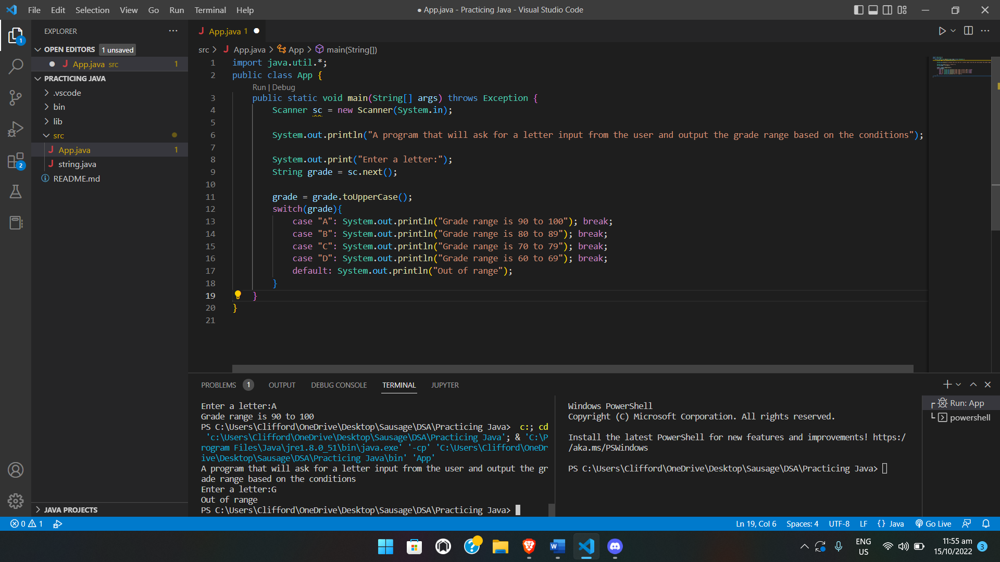 File Edit Selection View Go Run Terminal Help
● App.java - Practicing Java - Visual Studio Code
EXPLORER
OPEN EDITORS 1 unsaved
App.java src 1
PRACTICING JAVA
.vscode
bin
lib
src
App.java 1
string.java
README.md
JAVA PROJECTS
1
2
App.java 1
src > App.java > App > main(String[])
1 import java.util.*;
2 public class App {
Run | Debug
3 public static void main(String[] args) throws Exception {
4 Scanner sc = new Scanner(System.in);
5
6 System.out.println("A program that will ask for a letter input from the user and output the grade range based on the conditions");
7
8 System.out.print("Enter a letter:");
9 String grade = sc.next();
10
11 grade = grade.toUpperCase();
12 switch(grade){
13 case "A": System.out.println("Grade range is 90 to 100"); break;
14 case "B": System.out.println("Grade range is 80 to 89"); break;
15 case "C": System.out.println("Grade range is 70 to 79"); break;
16 case "D": System.out.println("Grade range is 60 to 69"); break;
17 default: System.out.println("Out of range");
18 }
19 }
20 }
21
PROBLEMS 1 OUTPUT DEBUG CONSOLE TERMINAL JUPYTER
Enter a letter:A
Grade range is 90 to 100
PS C:\Users\Clifford\OneDrive\Desktop\Sausage\DSA\Practicing Java> c:; cd
'c:\Users\Clifford\OneDrive\Desktop\Sausage\DSA\Practicing Java'; & 'C:\P
rogram Files\Java\jre1.8.0_51\bin\java.exe' '-cp' 'C:\Users\Clifford\OneDr
ive\Desktop\Sausage\DSA\Practicing Java\bin' 'App'
A program that will ask for a letter input from the user and output the gr
ade range based on the conditions
Enter a letter:G
Out of range
PS C:\Users\Clifford\OneDrive\Desktop\Sausage\DSA\Practicing Java>
Windows PowerShell
Copyright (C) Microsoft Corporation. All rights reserved.
Install the latest PowerShell for new features and improvements! https:/
/aka.ms/PSWindows
PS C:\Users\Clifford\OneDrive\Desktop\Sausage\DSA\Practicing Java>
Run: App
powershell
0 1
Ln 19, Col 6 Spaces: 4 UTF-8 LF {} Java Go Live
ENG
US
11:55 am
15/10/2022
3